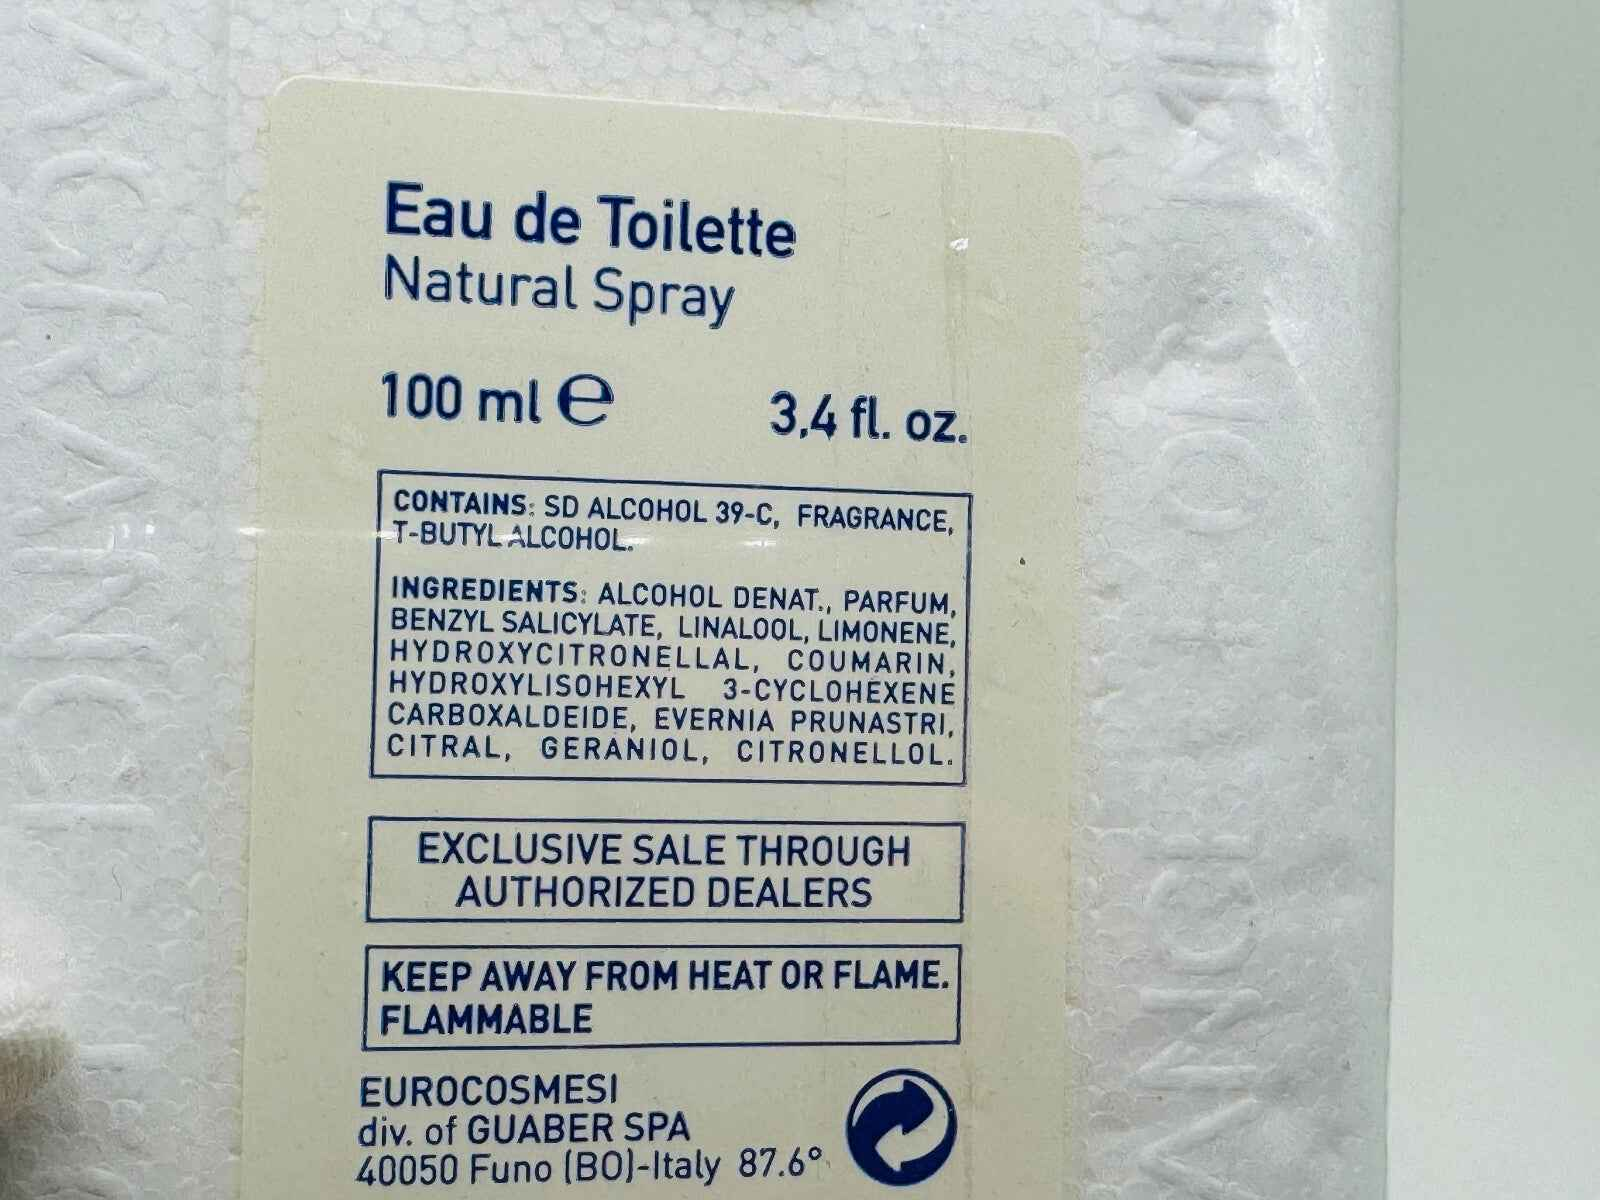 Eau de Toilette
Natural Spray
100 ml ℮ 3,4 fl. oz.
CONTAINS: SD ALCOHOL 39-C, FRAGRANCE,
T-BUTYL ALCOHOL.
INGREDIENTS: ALCOHOL DENAT., PARFUM,
BENZYL SALICYLATE, LINALOOL, LIMONENE,
HYDROXYCITRONELLAL, COUMARIN,
HYDROXYLISOHEXYL 3-CYCLOHEXENE
CARBOXALDEIDE, EVERNIA PRUNASTRI,
CITRAL, GERANIOL, CITRONELLOL.
EXCLUSIVE SALE THROUGH
AUTHORIZED DEALERS
KEEP AWAY FROM HEAT OR FLAME.
FLAMMABLE
EUROCOSMESI
div. of GUABER SPA
40050 Funo (BO)-Italy 87.6°